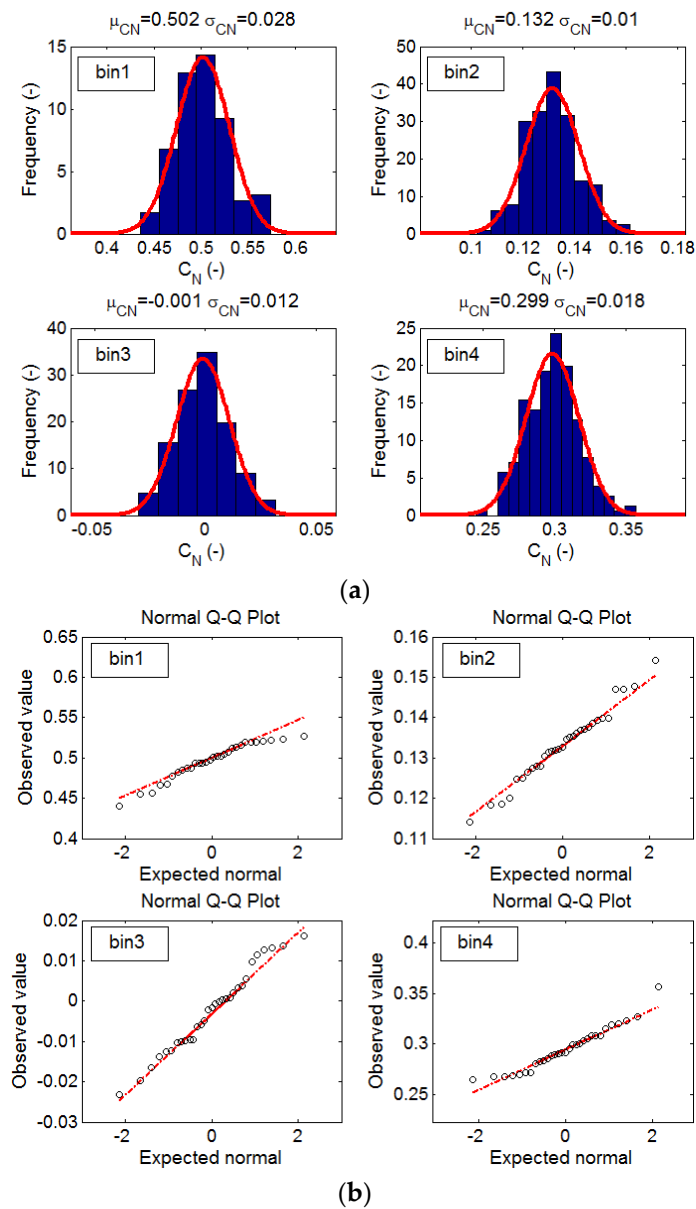 μCN=0.502 σCN=0.028
15
10
5
0
Frequency (-)
bin1
0.4 0.45 0.5 0.55 0.6
CN (-)
μCN=0.132 σCN=0.01
50
40
30
20
10
0
Frequency (-)
bin2
0.1 0.12 0.14 0.16 0.18
CN (-)
μCN=-0.001 σCN=0.012
40
30
20
10
0
Frequency (-)
bin3
-0.05 0 0.05
CN (-)
μCN=0.299 σCN=0.018
25
20
15
10
5
0
Frequency (-)
bin4
0.25 0.3 0.35
CN (-)
(a)
Normal Q-Q Plot
0.65
0.6
0.55
0.5
0.45
0.4
Observed value
bin1
-2 0 2
Expected normal
Normal Q-Q Plot
0.16
0.15
0.14
0.13
0.12
0.11
Observed value
bin2
-2 0 2
Expected normal
Normal Q-Q Plot
0.02
0.01
0
-0.01
-0.02
-0.03
Observed value
bin3
-2 0 2
Expected normal
Normal Q-Q Plot
0.4
0.35
0.3
0.25
Observed value
bin4
-2 0 2
Expected normal
(b)